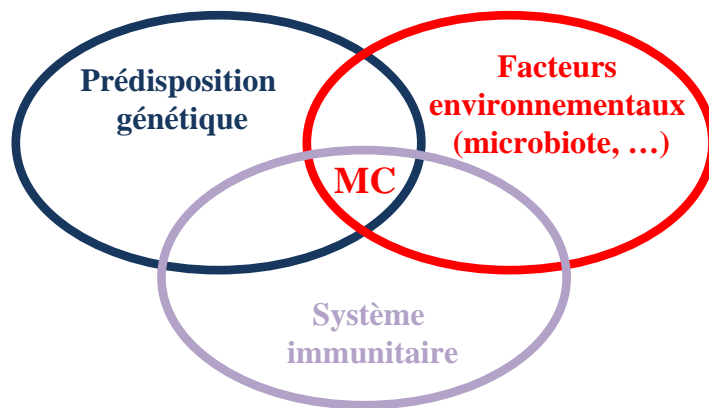 Prédisposition
génétique
Facteurs
environnementaux
(microbiote, …)
MC
Système
immunitaire